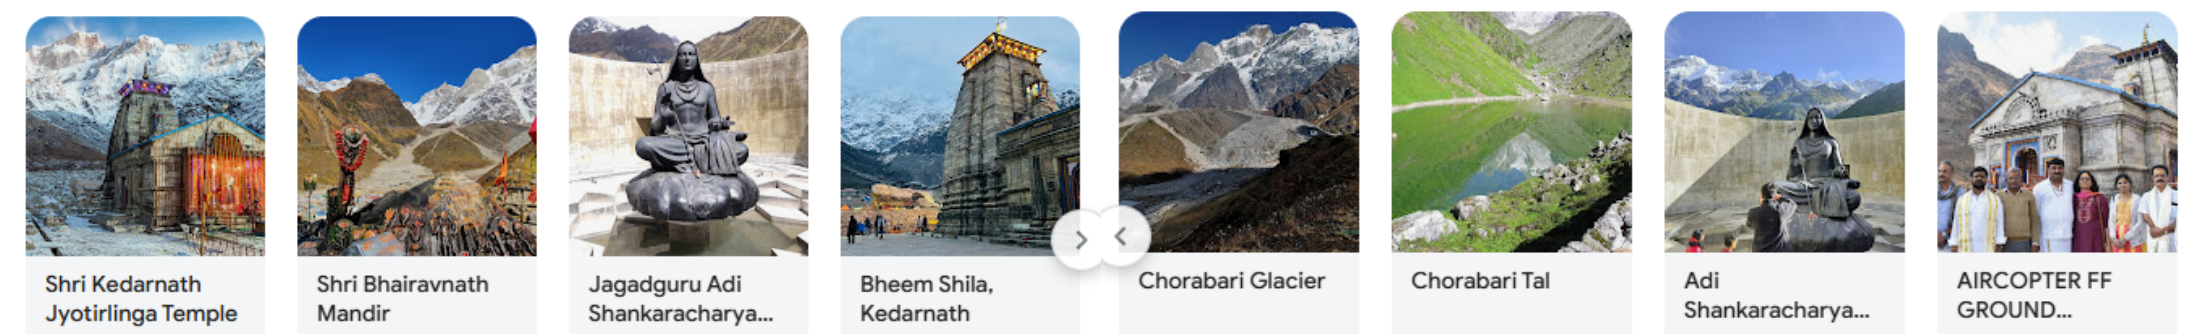 Shri Kedarnath
Jyotirlinga Temple
Shri Bhairavnath
Mandir
Jagadguru Adi
Shankaracharya...
Bheem Shila,
Kedarnath
Chorabari Glacier
Chorabari Tal
Adi
Shankaracharya...
AIRCOPTER FF
GROUND...